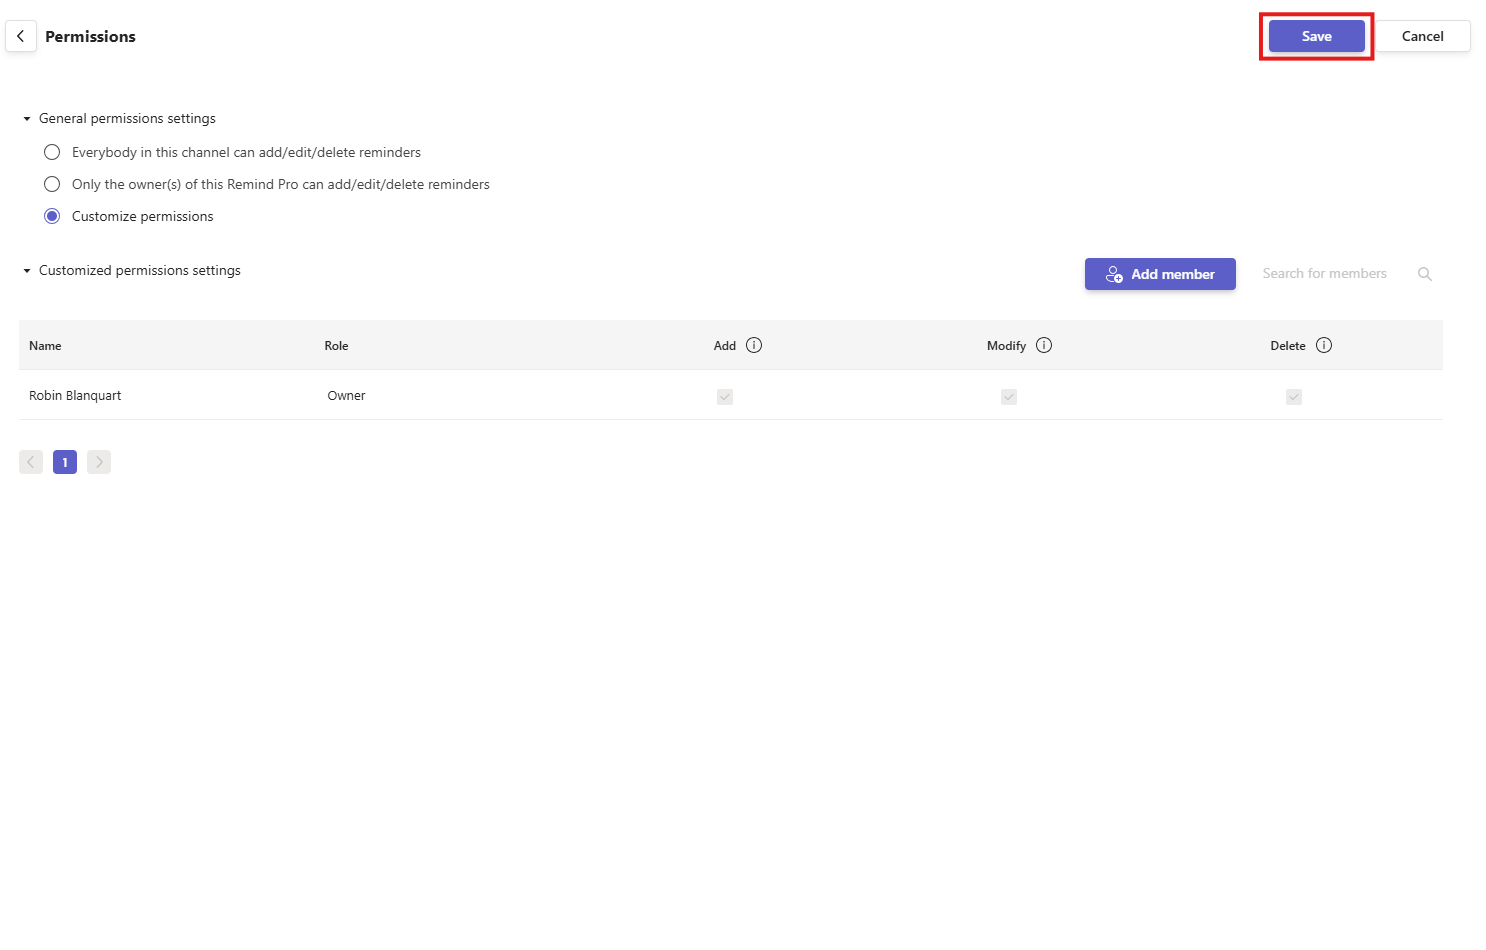 Permissions
Save
Cancel
General permissions settings
Everybody in this channel can add/edit/delete reminders
Only the owner(s) of this Remind Pro can add/edit/delete reminders
Customize permissions
Customized permissions settings
Add member
Search for members
Name Role Add Modify Delete
Robin Blanquart Owner
1